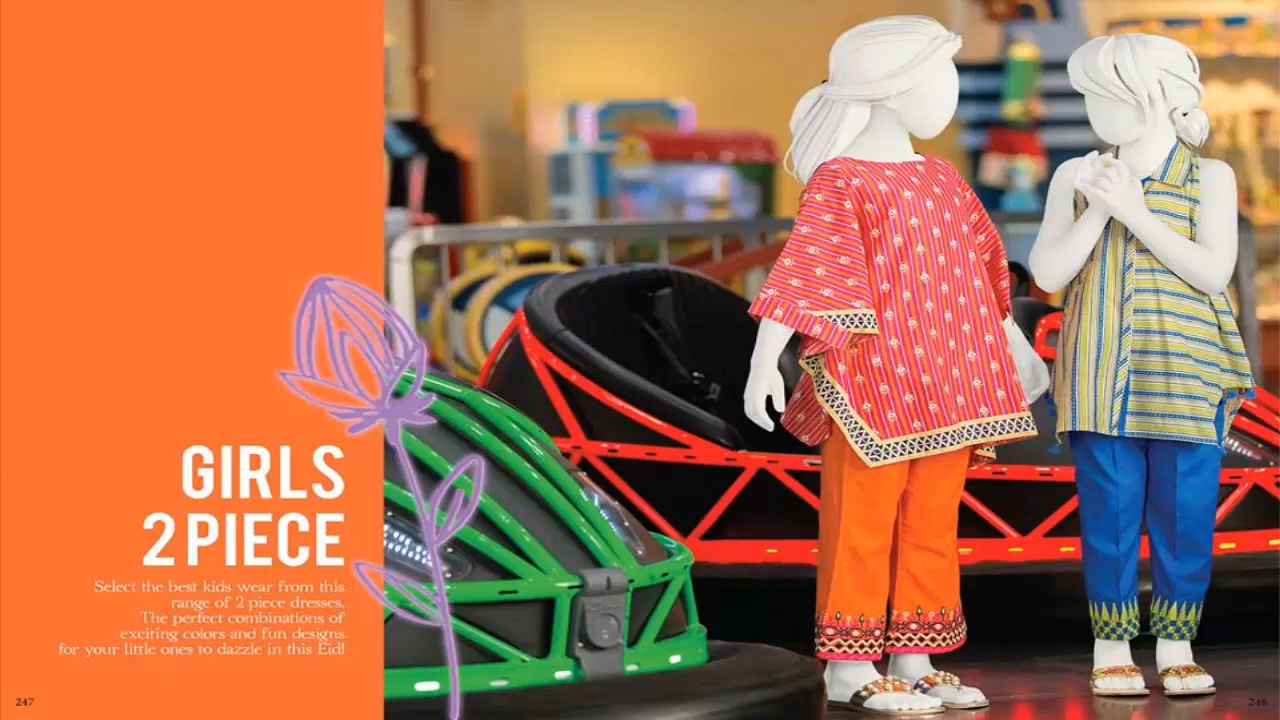 GIRLS
2 PIECE
Select the best kids wear from this
range of 2 piece dresses.
The perfect combinations of
exciting colors and fun designs
for your little ones to dazzle in this Eid!
247
248